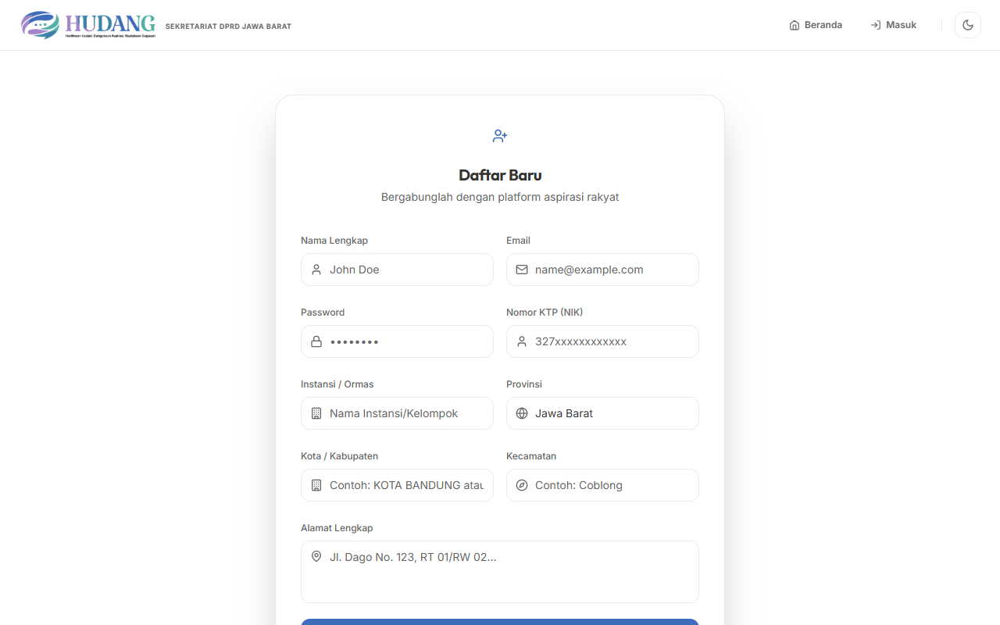 HUDANG
SEKRETARIAT DPRD JAWA BARAT
Beranda
Masuk
Daftar Baru
Bergabunglah dengan platform aspirasi rakyat
Nama Lengkap
Email
John Doe
name@example.com
Password
Nomor KTP (NIK)
••••••••
327xxxxxxxxxxxx
Instansi / Ormas
Provinsi
Nama Instansi/Kelompok
Jawa Barat
Kota / Kabupaten
Kecamatan
Contoh: KOTA BANDUNG atau
Contoh: Coblong
Alamat Lengkap
Jl. Dago No. 123, RT 01/RW 02...